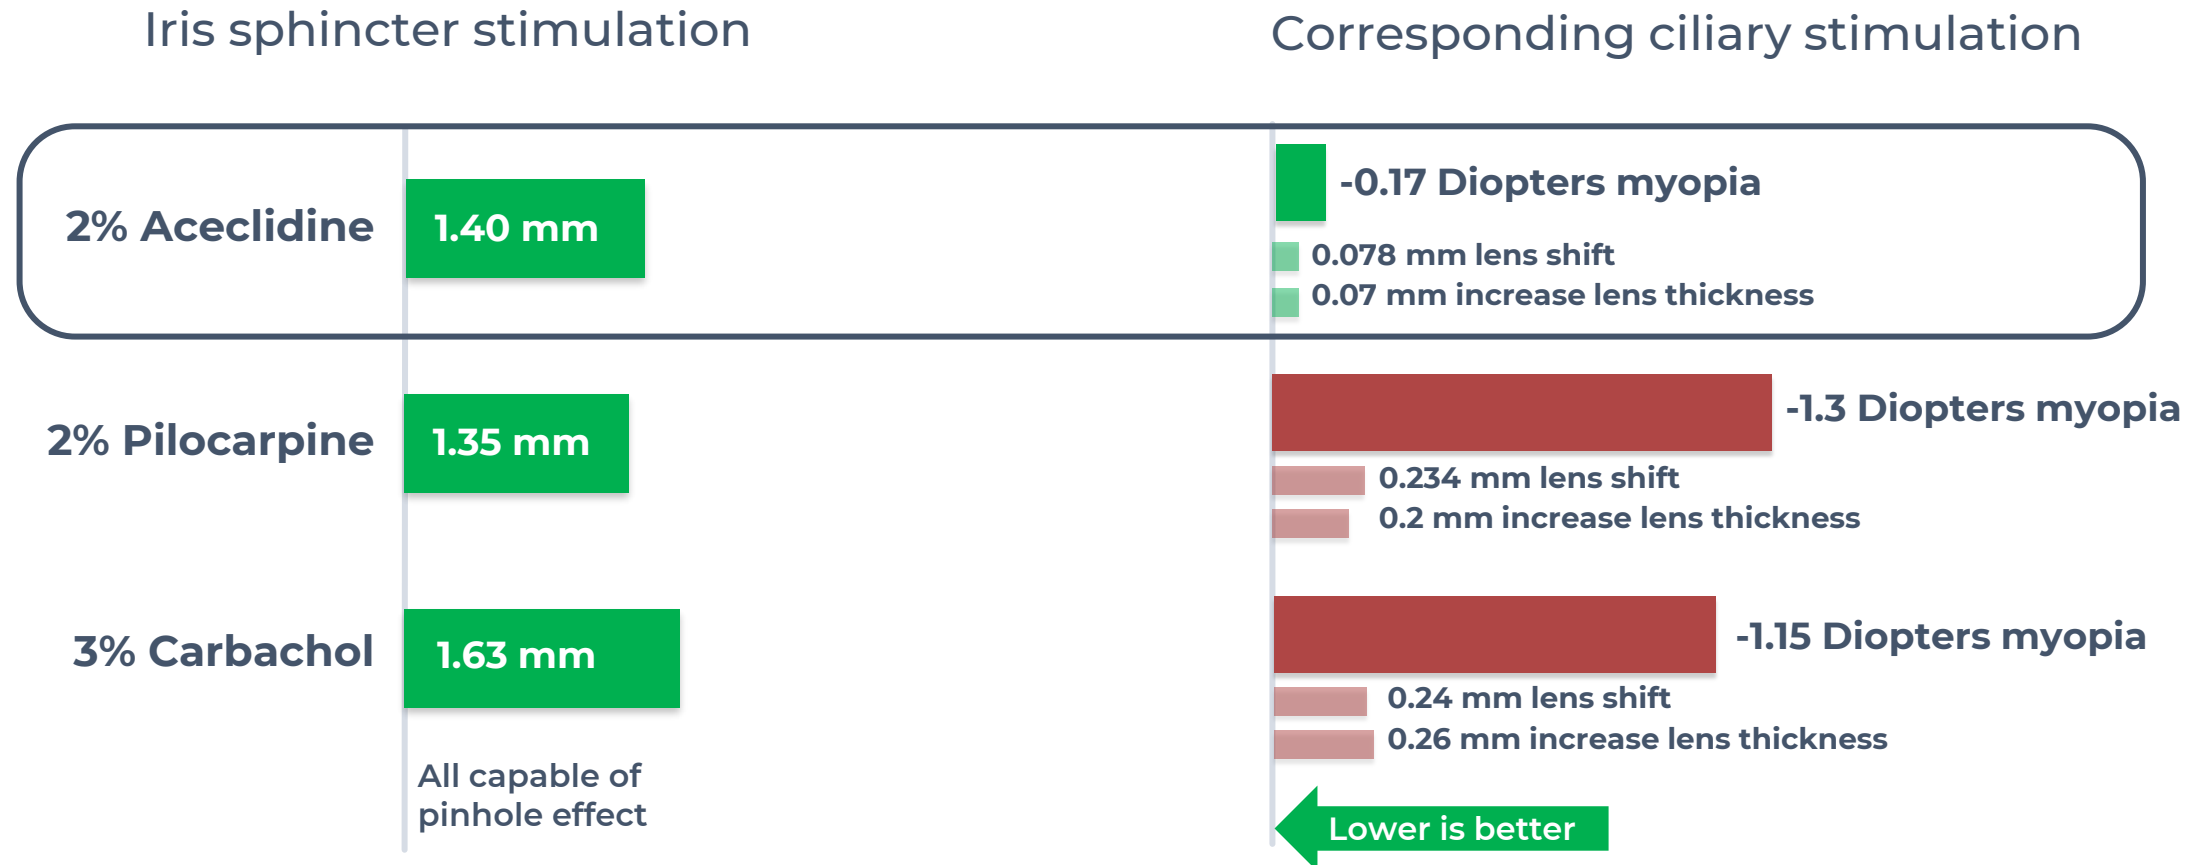 Iris sphincter stimulation
Corresponding ciliary stimulation
2% Aceclidine
1.40 mm
-0.17 Diopters myopia
0.078 mm lens shift
0.07 mm increase lens thickness
2% Pilocarpine
1.35 mm
-1.3 Diopters myopia
0.234 mm lens shift
0.2 mm increase lens thickness
3% Carbachol
1.63 mm
-1.15 Diopters myopia
0.24 mm lens shift
0.26 mm increase lens thickness
All capable of
pinhole effect
Lower is better